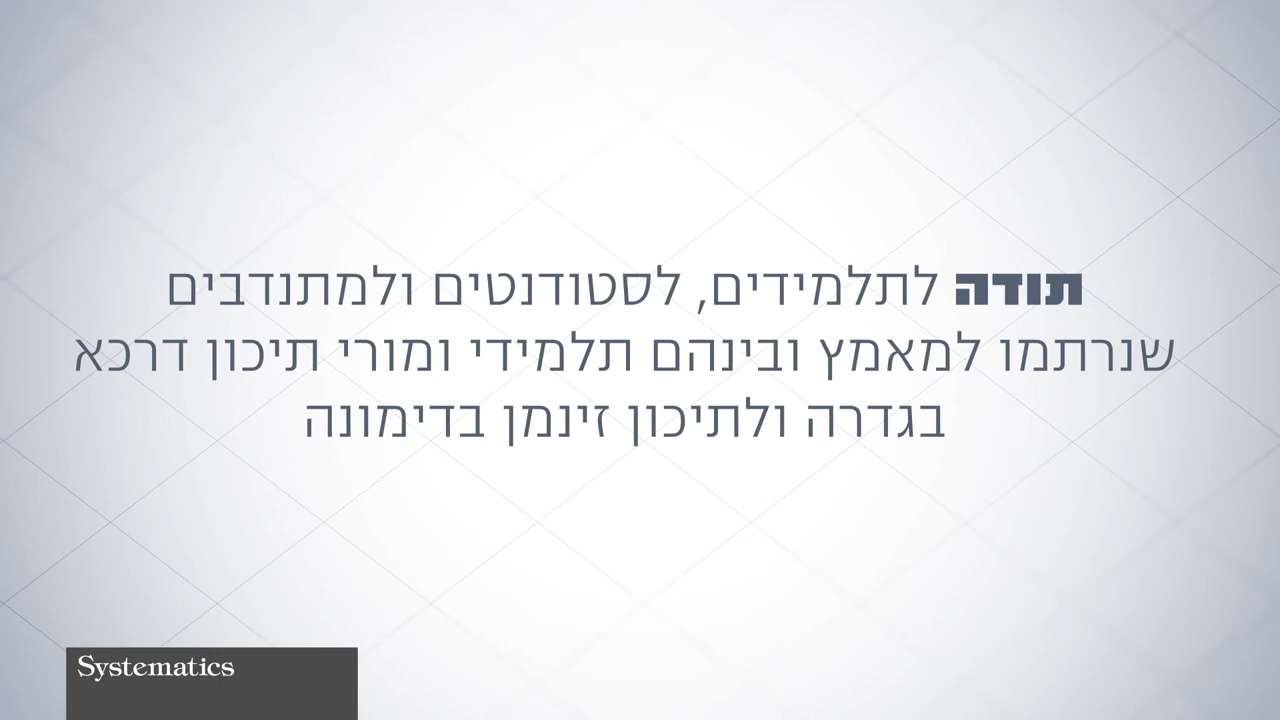 תודה לתלמידים, לסטודנטים ולמתנדבים
שנרתמו למאמץ ובינהם תלמידי ומורי תיכון דרכא
בגדרה ולתיכון זינמן בדימונה
Systematics